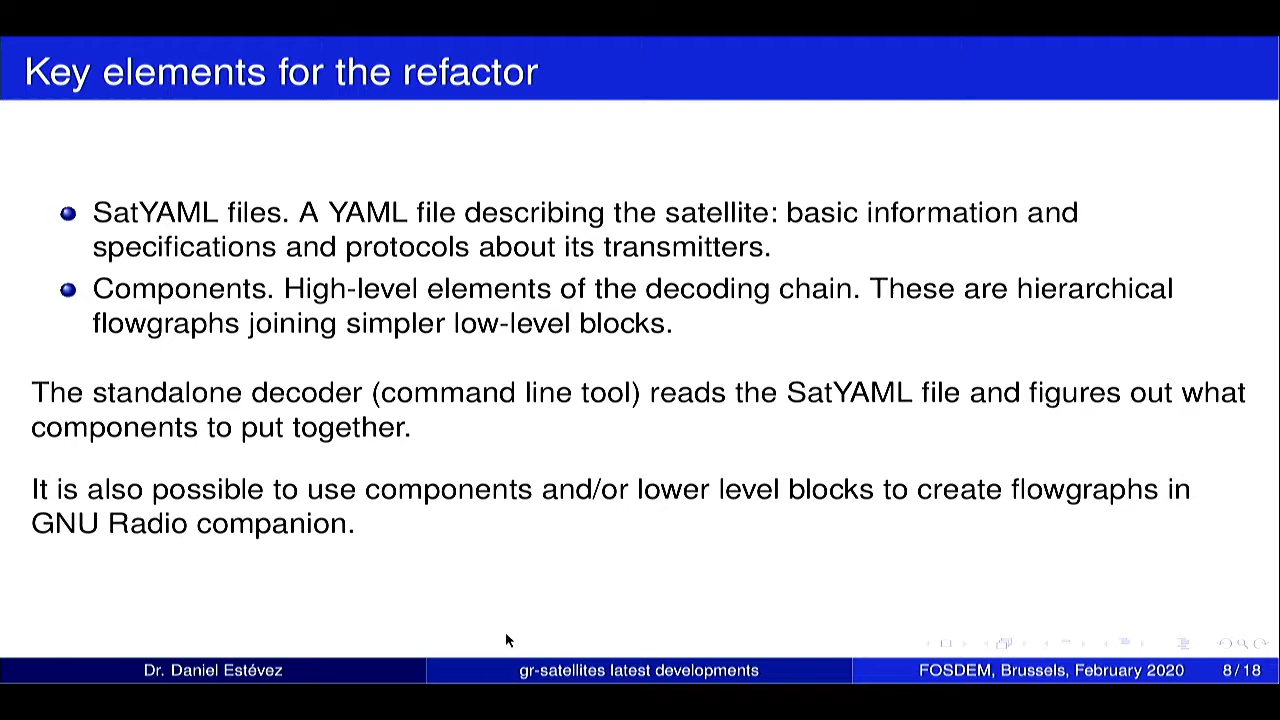 Key elements for the refactor
SatYAML files. A YAML file describing the satellite: basic information and
specifications and protocols about its transmitters.
Components. High-level elements of the decoding chain. These are hierarchical
flowgraphs joining simpler low-level blocks.
The standalone decoder (command line tool) reads the SatYAML file and figures out what
components to put together.
It is also possible to use components and/or lower level blocks to create flowgraphs in
GNU Radio companion.
Dr. Daniel Estévez
gr-satellites latest developments
FOSDEM, Brussels, February 2020
8 / 18